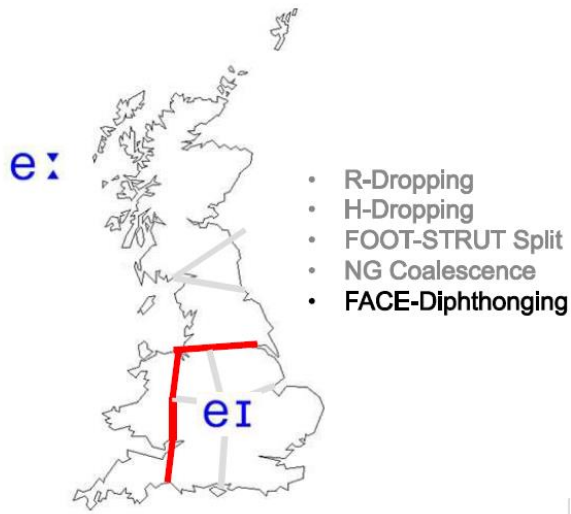 eː
• R-Dropping
• H-Dropping
• FOOT-STRUT Split
• NG Coalescence
• FACE-Diphthonging
eɪ